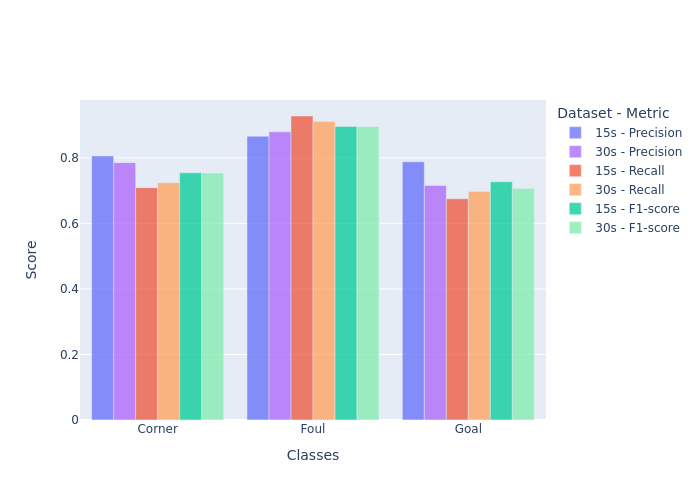 Dataset - Metric
15s - Precision
30s - Precision
15s - Recall
30s - Recall
15s - F1-score
30s - F1-score
Score
0.8
0.6
0.4
0.2
0
Corner
Foul
Goal
Classes